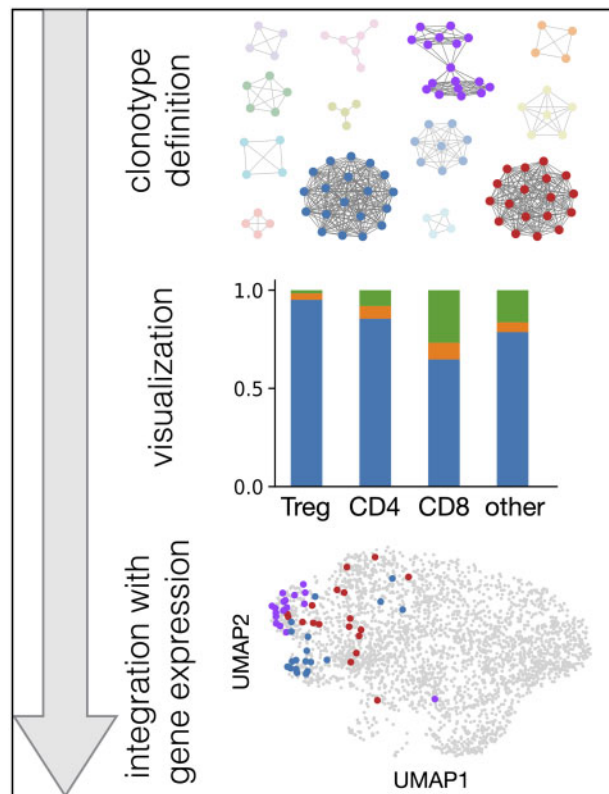 clonotype
definition
visualization
1.0
0.5
0.0
Treg CD4 CD8 other
integration with
gene expression
UMAP2
UMAP1